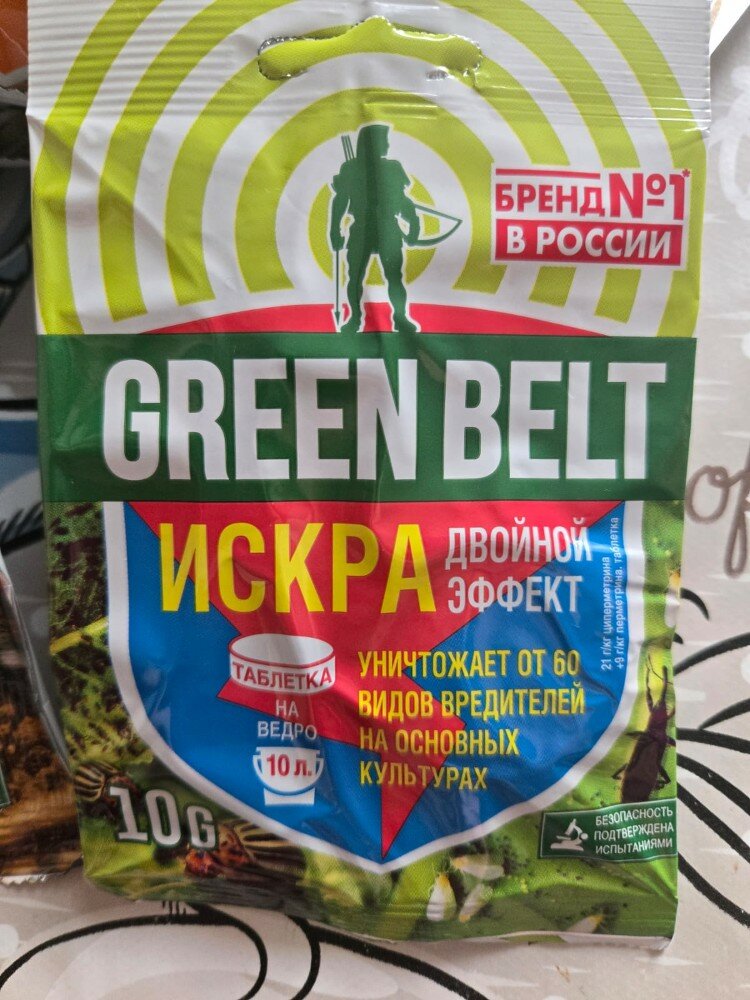 БРЕНД №1*
В РОССИИ
GREEN BELT
ИСКРА
ДВОЙНОЙ
ЭФФЕКТ
21 г/кг циперметрина
+9 г/кг перметрина, таблетка
ТАБЛЕТКА
НА
ВЕДРО
10 л.
УНИЧТОЖАЕТ ОТ 60
ВИДОВ ВРЕДИТЕЛЕЙ
НА ОСНОВНЫХ
КУЛЬТУРАХ
10G
БЕЗОПАСНОСТЬ
ПОДТВЕРЖДЕНА
ИСПЫТАНИЯМИ